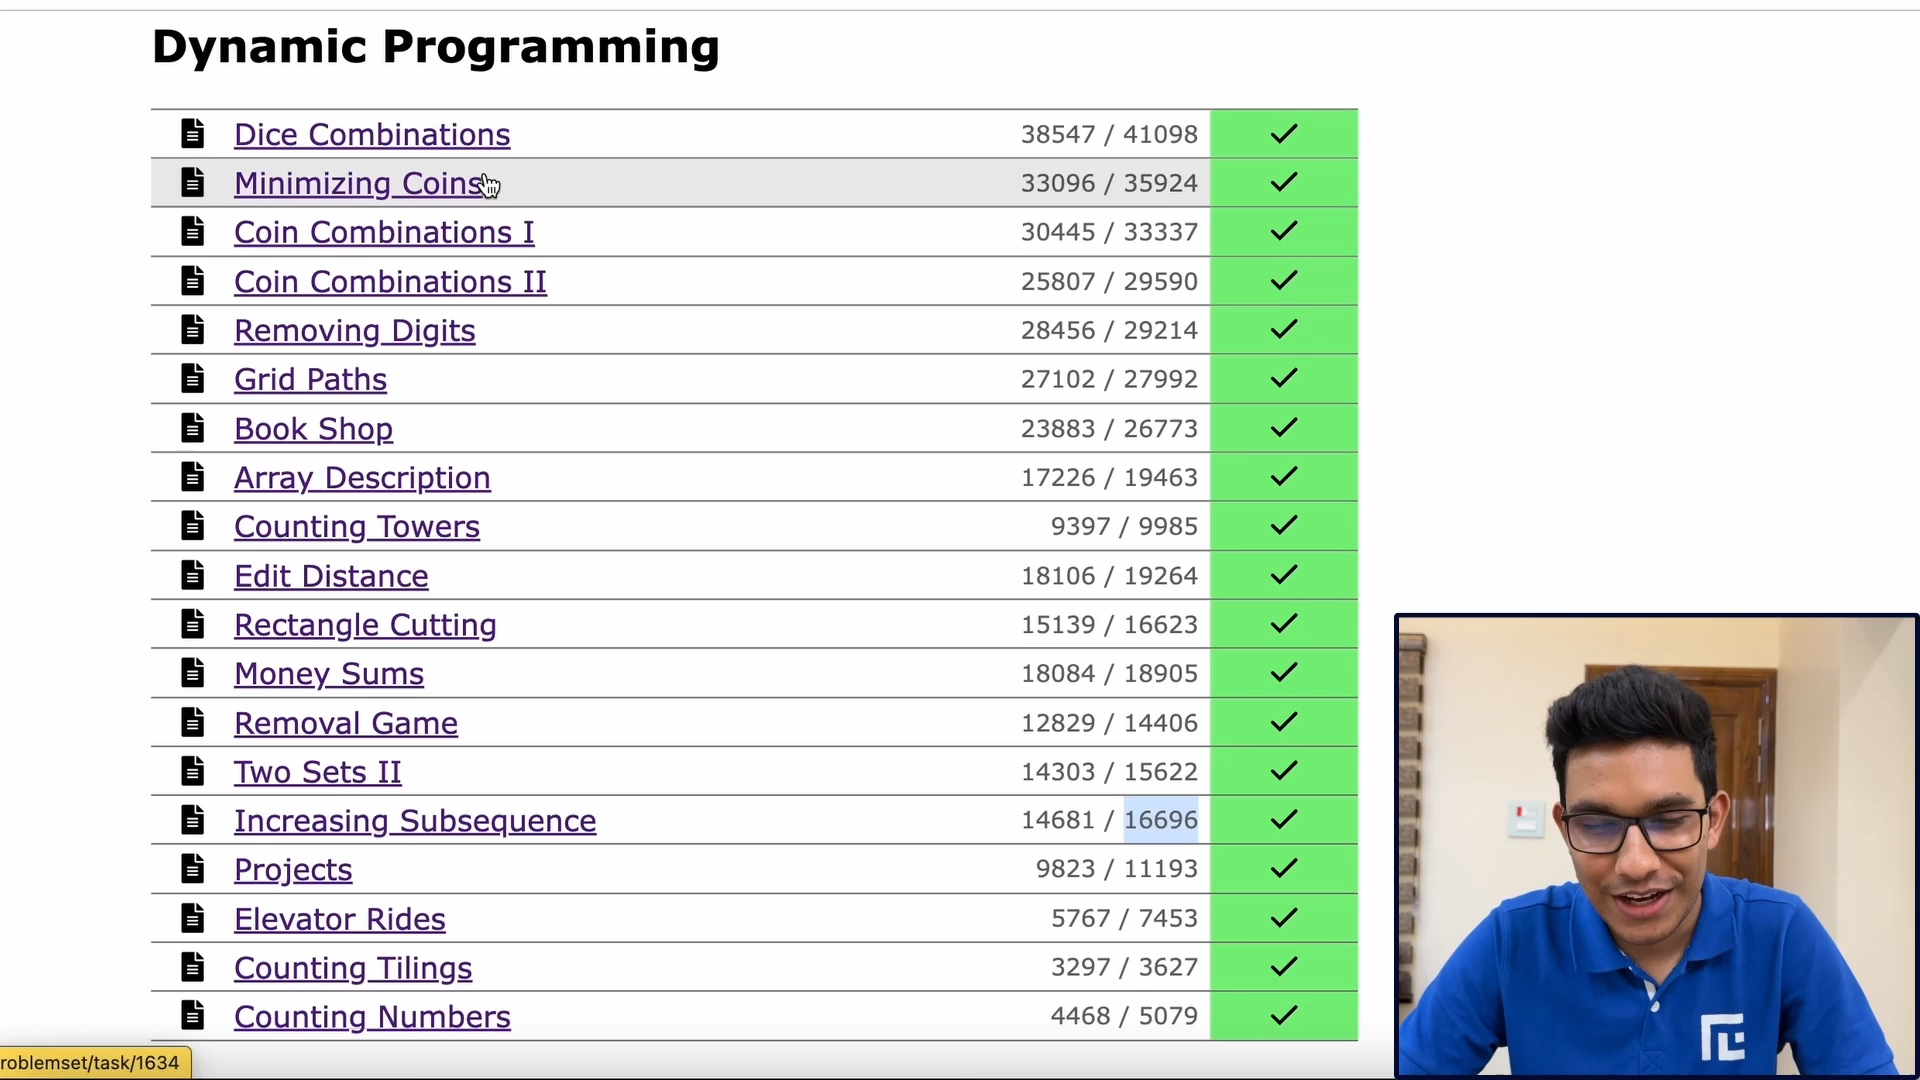 Dynamic Programming
Dice Combinations 38547 / 41098
Minimizing Coins 33096 / 35924
Coin Combinations I 30445 / 33337
Coin Combinations II 25807 / 29590
Removing Digits 28456 / 29214
Grid Paths 27102 / 27992
Book Shop 23883 / 26773
Array Description 17226 / 19463
Counting Towers 9397 / 9985
Edit Distance 18106 / 19264
Rectangle Cutting 15139 / 16623
Money Sums 18084 / 18905
Removal Game 12829 / 14406
Two Sets II 14303 / 15622
Increasing Subsequence 14681 / 16696
Projects 9823 / 11193
Elevator Rides 5767 / 7453
Counting Tilings 3297 / 3627
Counting Numbers 4468 / 5079
roblemset/task/1634